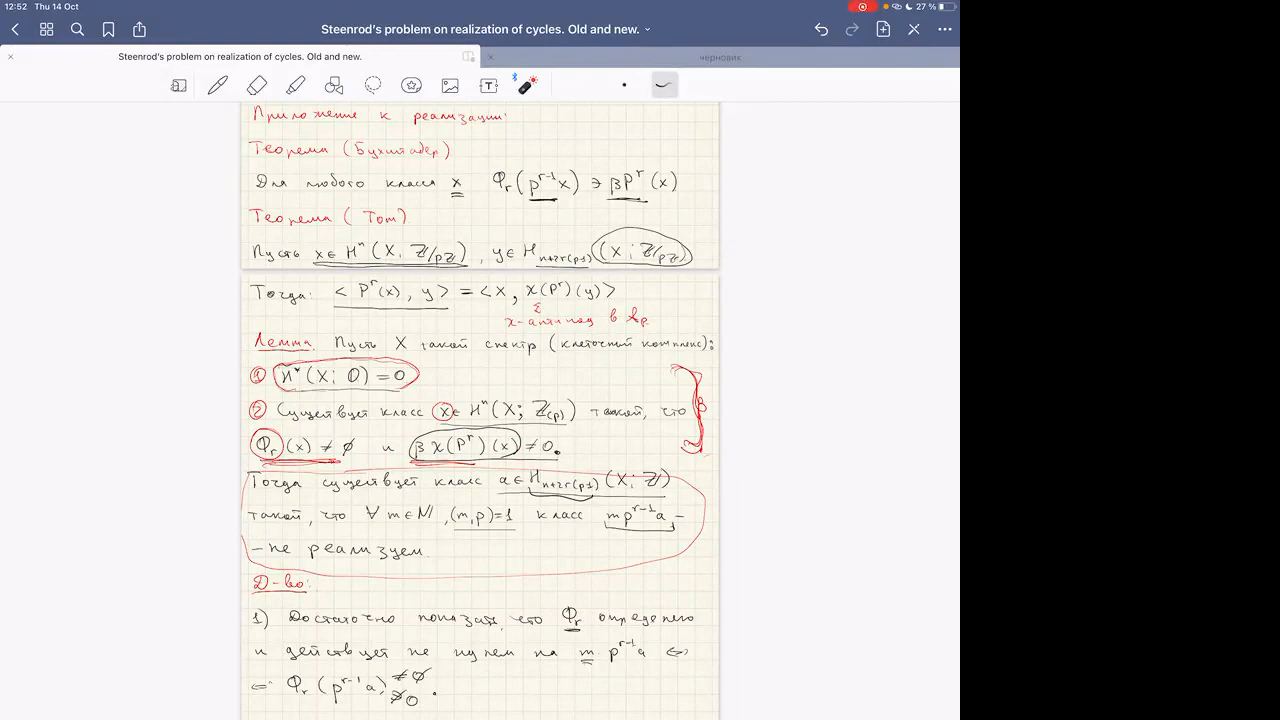 12:52 Thu 14 Oct 27 %
Steenrod's problem on realization of cycles. Old and new.
Steenrod's problem on realization of cycles. Old and new.
черновик
Приложение к реализации:
Теорема (Бухштабер)
Для любого класса x Φ_r(p^{r-1}x) ∋ βP^r(x)
Теорема (Том)
Пусть x ∈ H^n(X; ℤ/pℤ), y ∈ H_{n+2r(p-1)}(X; ℤ/pℤ)
Тогда: <P^r(x), y> = <x, χ(P^r)(y)>
χ-антипод в A_p
Лемма. Пусть X такой спектр (клеточный комплекс):
① H^*(X; Q) = 0
② Существует класс x ∈ H^n(X; ℤ_{(p)}) такой, что
Φ_r(x) ≠ ∅ и βχ(P^r)(x) ≠ 0.
Тогда существует класс a ∈ H_{n+2r(p-1)}(X; ℤ)
такой, что ∀ m ∈ ℕ, (m,p)=1 класс mp^{r-1}a –
– не реализуем.
Д-во:
1) Достаточно показать, что Φ_r определено
и действует не нулем на m·p^{r-1}a ⇔
⇔ Φ_r(p^{r-1}a) ≠ ∅
∌ 0.